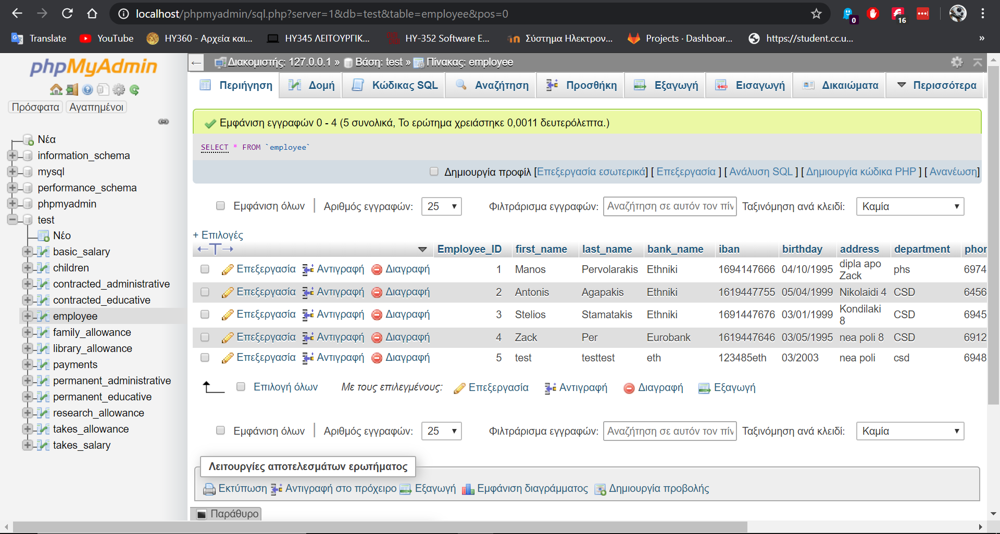 localhost/phpmyadmin/sql.php?server=1&db=test&table=employee&pos=0
0
16
Translate YouTube HY360 - Αρχεία και... HY345 ΛΕΙΤΟΥΡΓΙΚ... HY-352 Software E... Σύστημα Ηλεκτρον... Projects · Dashboar... https://student.cc.u... »
phpMyAdmin
Πρόσφατα Αγαπημένοι
Νέα
information_schema
mysql
performance_schema
phpmyadmin
test
Νέο
basic_salary
children
contracted_administrative
contracted_educative
employee
family_allowance
library_allowance
payments
permanent_administrative
permanent_educative
research_allowance
takes_allowance
takes_salary
Διακομιστής: 127.0.0.1 » Βάση: test » Πίνακας: employee
Περιήγηση Δομή Κώδικας SQL Αναζήτηση Προσθήκη Εξαγωγή Εισαγωγή Δικαιώματα Περισσότερα
Εμφάνιση εγγραφών 0 - 4 (5 συνολικά, Το ερώτημα χρειάστηκε 0,0011 δευτερόλεπτα.)
SELECT * FROM `employee`
Δημιουργία προφίλ [Επεξεργασία εσωτερικά] [ Επεξεργασία ] [ Ανάλυση SQL ] [ Δημιουργία κώδικα PHP ] [ Ανανέωση]
Εμφάνιση όλων | Αριθμός εγγραφών: 25 Φιλτράρισμα εγγραφών: Αναζήτηση σε αυτόν τον πίν Ταξινόμηση ανά κλειδί: Καμία
+ Επιλογές
←T→ Employee_ID first_name last_name bank_name iban birthday address department phor
Επεξεργασία Αντιγραφή Διαγραφή 1 Manos Pervolarakis Ethniki 1694147666 04/10/1995 dipla apo Zack phs 6974
Επεξεργασία Αντιγραφή Διαγραφή 2 Antonis Agapakis Ethniki 1619447755 05/04/1999 Nikolaidi 4 CSD 6456
Επεξεργασία Αντιγραφή Διαγραφή 3 Stelios Stamatakis Ethniki 1691447676 03/01/1999 Kondilaki 8 CSD 6945
Επεξεργασία Αντιγραφή Διαγραφή 4 Zack Per Eurobank 1619447646 03/05/1995 nea poli 8 CSD 6912
Επεξεργασία Αντιγραφή Διαγραφή 5 test testtest eth 123485eth 03/2003 nea poli csd 6948
Επιλογή όλων Με τους επιλεγμένους: Επεξεργασία Αντιγραφή Διαγραφή Εξαγωγή
Εμφάνιση όλων | Αριθμός εγγραφών: 25 Φιλτράρισμα εγγραφών: Αναζήτηση σε αυτόν τον πίν Ταξινόμηση ανά κλειδί: Καμία
Λειτουργίες αποτελεσμάτων ερωτήματος
Εκτύπωση Αντιγραφή στο πρόχειρο Εξαγωγή Εμφάνιση διαγράμματος Δημιουργία προβολής
Παράθυρο